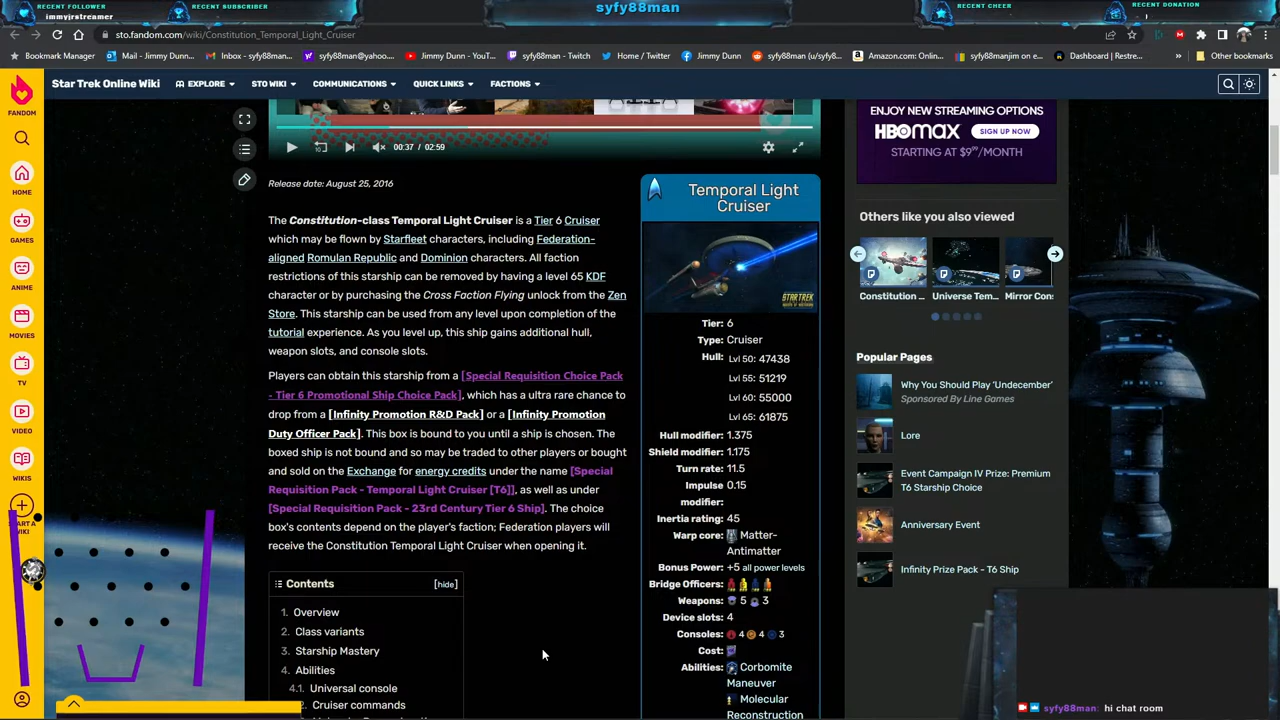 RECENT FOLLOWER
immyjrstreamer
RECENT SUBSCRIBER
syfy88man
RECENT CHEER
RECENT DONATION
sto.fandom.com/wiki/Constitution_Temporal_Light_Cruiser
Bookmark Manager
Mail - Jimmy Dunn - ...
Inbox - syfy88man@...
syfy88man@yahoo...
Jimmy Dunn - YouT...
syfy88man - Twitch
Home / Twitter
Jimmy Dunn
syfy88man (u/syfy8...
Amazon.com: Onlin...
syfy88manjim on e...
Dashboard | Restre...
»
Other bookmarks
Star Trek Online Wiki
EXPLORE
STO WIKI
COMMUNICATIONS
QUICK LINKS
FACTIONS
FANDOM
HOME
GAMES
ANIME
MOVIES
TV
VIDEO
WIKIS
START A
WIKI
10
00:37 / 02:59
Release date: August 25, 2016
The Constitution-class Temporal Light Cruiser is a Tier 6 Cruiser
which may be flown by Starfleet characters, including Federation-
aligned Romulan Republic and Dominion characters. All faction
restrictions of this starship can be removed by having a level 65 KDF
character or by purchasing the Cross Faction Flying unlock from the Zen
Store. This starship can be used from any level upon completion of the
tutorial experience. As you level up, this ship gains additional hull,
weapon slots, and console slots.
Players can obtain this starship from a [Special Requisition Choice Pack
- Tier 6 Promotional Ship Choice Pack], which has a ultra rare chance to
drop from a [Infinity Promotion R&D Pack] or a [Infinity Promotion
Duty Officer Pack]. This box is bound to you until a ship is chosen. The
boxed ship is not bound and so may be traded to other players or bought
and sold on the Exchange for energy credits under the name [Special
Requisition Pack - Temporal Light Cruiser [T6]], as well as under
[Special Requisition Pack - 23rd Century Tier 6 Ship]. The choice
box's contents depend on the player's faction; Federation players will
receive the Constitution Temporal Light Cruiser when opening it.
Contents [hide]
1. Overview
2. Class variants
3. Starship Mastery
4. Abilities
4.1. Universal console
2. Cruiser commands
Temporal Light
Cruiser
STAR TREK
Tier: 6
Type: Cruiser
Hull: Lvl 50: 47438
Lvl 55: 51219
Lvl 60: 55000
Lvl 65: 61875
Hull modifier: 1.375
Shield modifier: 1.175
Turn rate: 11.5
Impulse 0.15
modifier:
Inertia rating: 45
Warp core: Matter-
Antimatter
Bonus Power: +5 all power levels
Bridge Officers:
Weapons: 5 3
Device slots: 4
Consoles: 4 4 3
Cost:
Abilities: Corbomite
Maneuver
Molecular
Reconstruction
ENJOY NEW STREAMING OPTIONS
HBOMAX SIGN UP NOW
STARTING AT $9.99/MONTH
Others like you also viewed
Constitution ...
Universe Tem...
Mirror Con:
Popular Pages
Why You Should Play 'Undecember'
Sponsored By Line Games
Lore
Event Campaign IV Prize: Premium
T6 Starship Choice
Anniversary Event
Infinity Prize Pack - T6 Ship
syfy88man: hi chat room